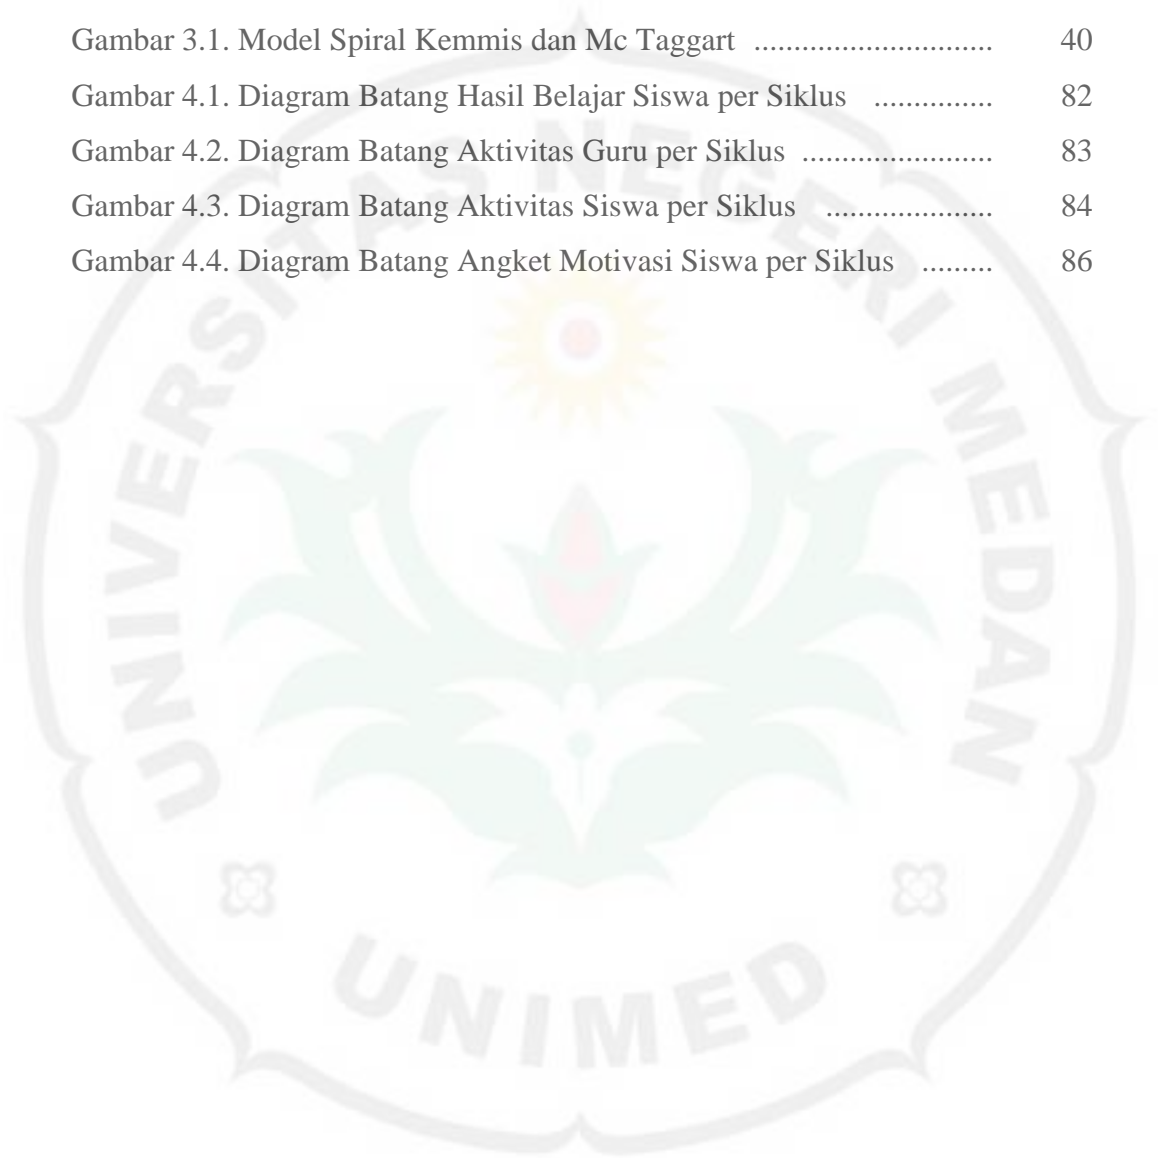 Gambar 3.1. Model Spiral Kemmis dan Mc Taggart ............................. 40
Gambar 4.1. Diagram Batang Hasil Belajar Siswa per Siklus ............... 82
Gambar 4.2. Diagram Batang Aktivitas Guru per Siklus ....................... 83
Gambar 4.3. Diagram Batang Aktivitas Siswa per Siklus .................... 84
Gambar 4.4. Diagram Batang Angket Motivasi Siswa per Siklus ......... 86
UNIVERSITAS NEGERI MEDAN
UNIMED